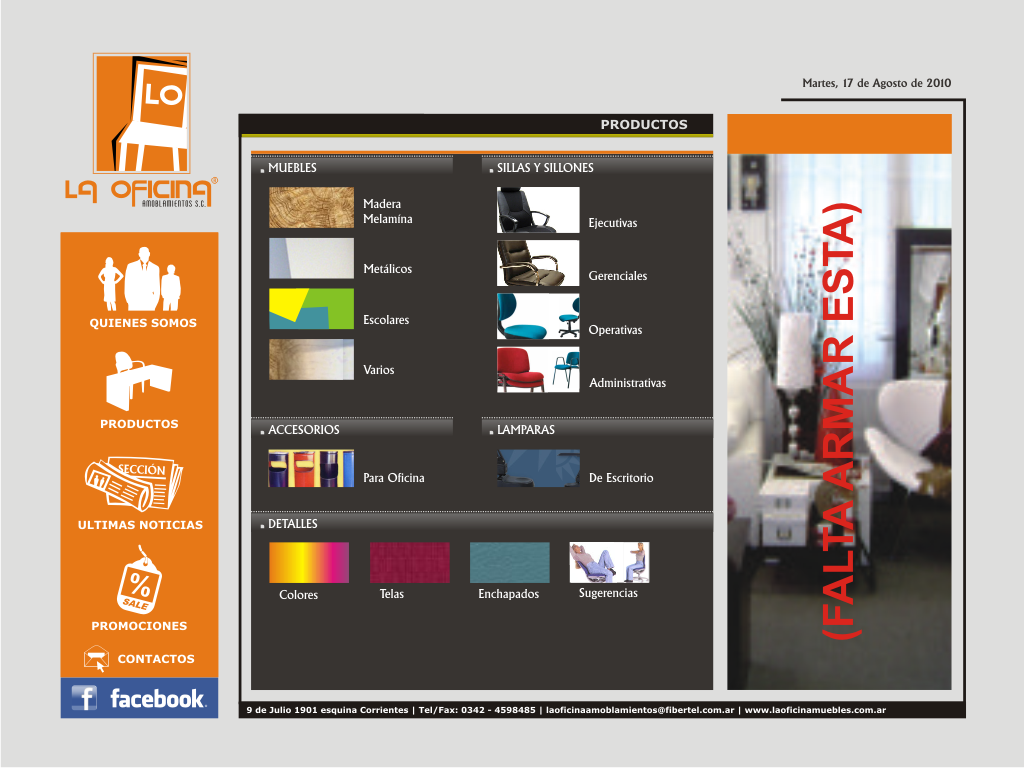 LO
LA OFICINA®
AMOBLAMIENTOS S.C.
QUIENES SOMOS
PRODUCTOS
SECCIÓN
ULTIMAS NOTICIAS
%
SALE
PROMOCIONES
CONTACTOS
f facebook
Martes, 17 de Agosto de 2010
PRODUCTOS
MUEBLES
Madera
Melamína
Metálicos
Escolares
Varios
SILLAS Y SILLONES
Ejecutivas
Gerenciales
Operativas
Administrativas
ACCESORIOS
Para Oficina
LAMPARAS
De Escritorio
DETALLES
Colores
Telas
Enchapados
Sugerencias
(FALTA ARMAR ESTA)
9 de Julio 1901 esquina Corrientes | Tel/Fax: 0342 - 4598485 | laoficinaamoblamientos@fibertel.com.ar | www.laoficinamuebles.com.ar